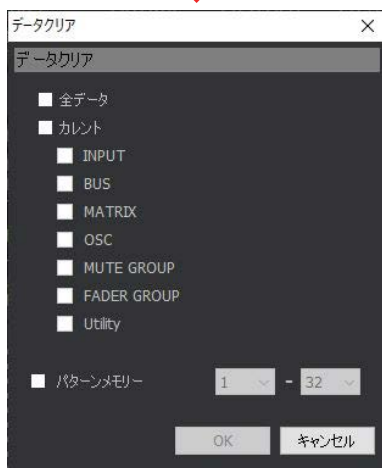 データクリア
データクリア
全データ
カレント
INPUT
BUS
MATRIX
OSC
MUTE GROUP
FADER GROUP
Utility
パターンメモリー 1 - 32
OK キャンセル